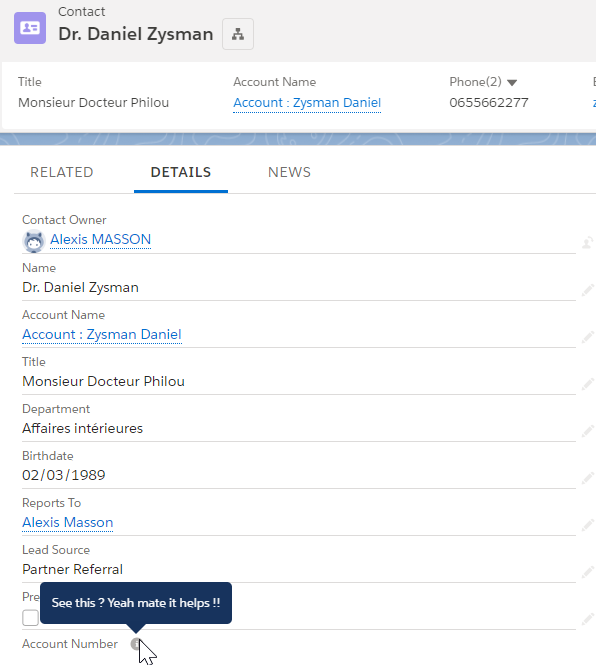 Contact
Dr. Daniel Zysman
Title Account Name Phone(2)
Monsieur Docteur Philou Account : Zysman Daniel 0655662277
RELATED DETAILS NEWS
Contact Owner
Alexis MASSON
Name
Dr. Daniel Zysman
Account Name
Account : Zysman Daniel
Title
Monsieur Docteur Philou
Department
Affaires intérieures
Birthdate
02/03/1989
Reports To
Alexis Masson
Lead Source
Partner Referral
See this ? Yeah mate it helps !!
Account Number